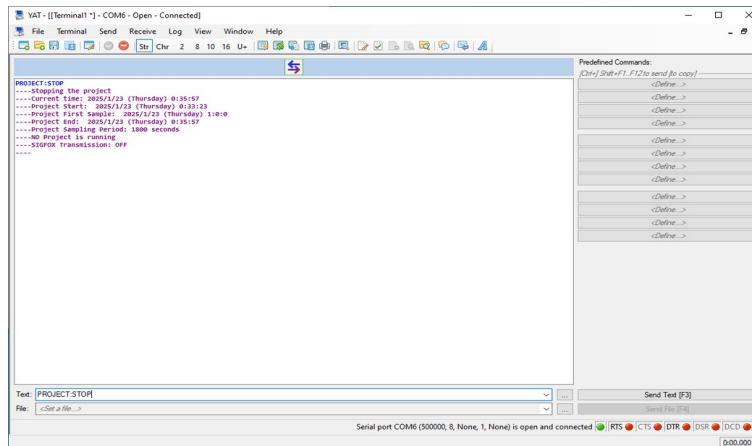 YAT - [[Terminal1 *] - COM6 - Open - Connected]
File Terminal Send Receive Log View Window Help
Str Chr 2 8 10 16 U+
Predefined Commands:
[Ctrl+] Shift+F1..F12 to send [to copy]
PROJECT:STOP
----Stopping the project
----Current time: 2025/1/23 (Thursday) 0:35:57
----Project Start: 2025/1/23 (Thursday) 0:33:23
----Project First Sample: 2025/1/23 (Thursday) 1:0:0
----Project End: 2025/1/23 (Thursday) 0:35:57
----Project Sampling Period: 1800 seconds
----NO Project is running
----SIGFOX Transmission: OFF
----
<Define...>
<Define...>
<Define...>
<Define...>
<Define...>
<Define...>
<Define...>
<Define...>
<Define...>
<Define...>
<Define...>
<Define...>
Text: PROJECT:STOP ... Send Text [F3]
File: <Set a file...> ... Send File [F4]
Serial port COM6 (500000, 8, None, 1, None) is open and connected RTS CTS DTR DSR DCD
0:00.000